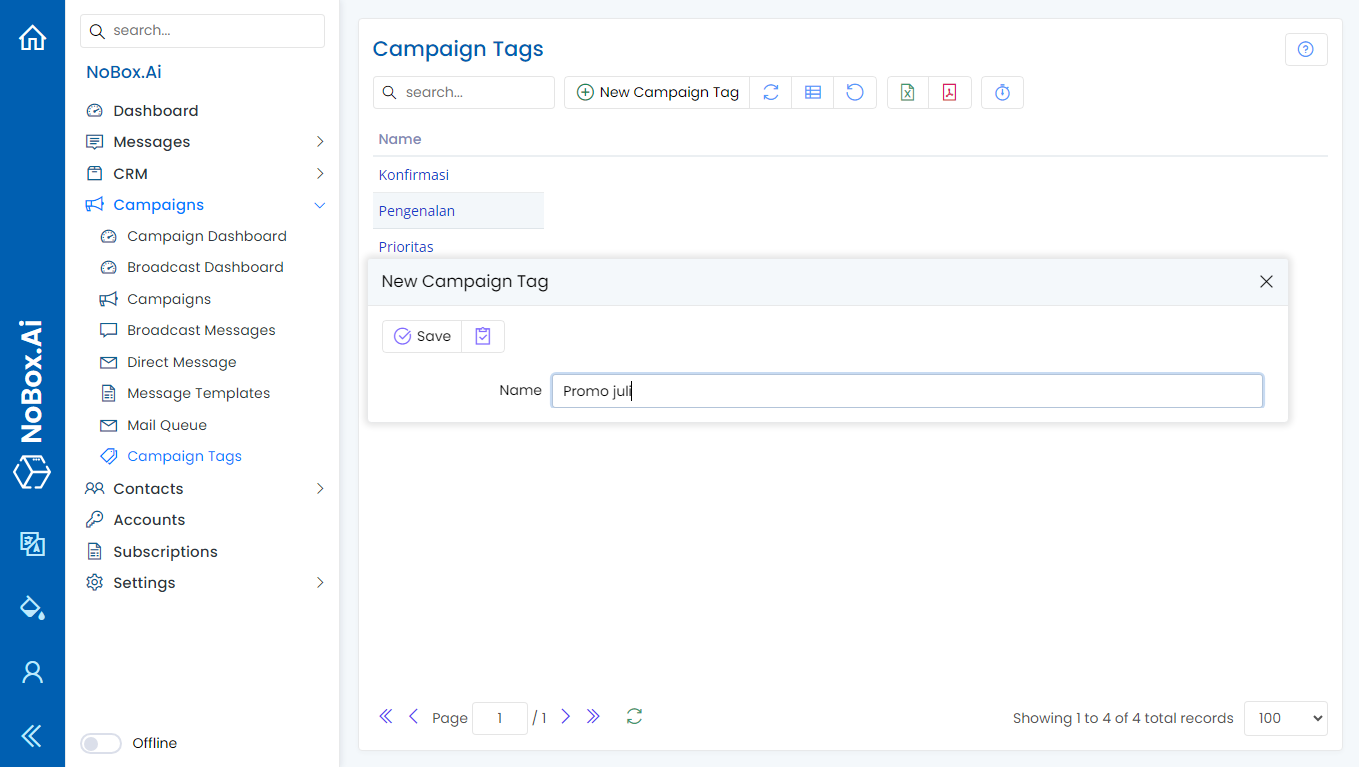 search...
NoBox.Ai
Dashboard
Messages
CRM
Campaigns
Campaign Dashboard
Broadcast Dashboard
Campaigns
Broadcast Messages
Direct Message
Message Templates
Mail Queue
Campaign Tags
Contacts
Accounts
Subscriptions
Settings
Offline
NoBox.Ai
Campaign Tags
search...
New Campaign Tag
Name
Konfirmasi
Pengenalan
Prioritas
New Campaign Tag
Save
Name Promo juli
Page 1 / 1
Showing 1 to 4 of 4 total records 100